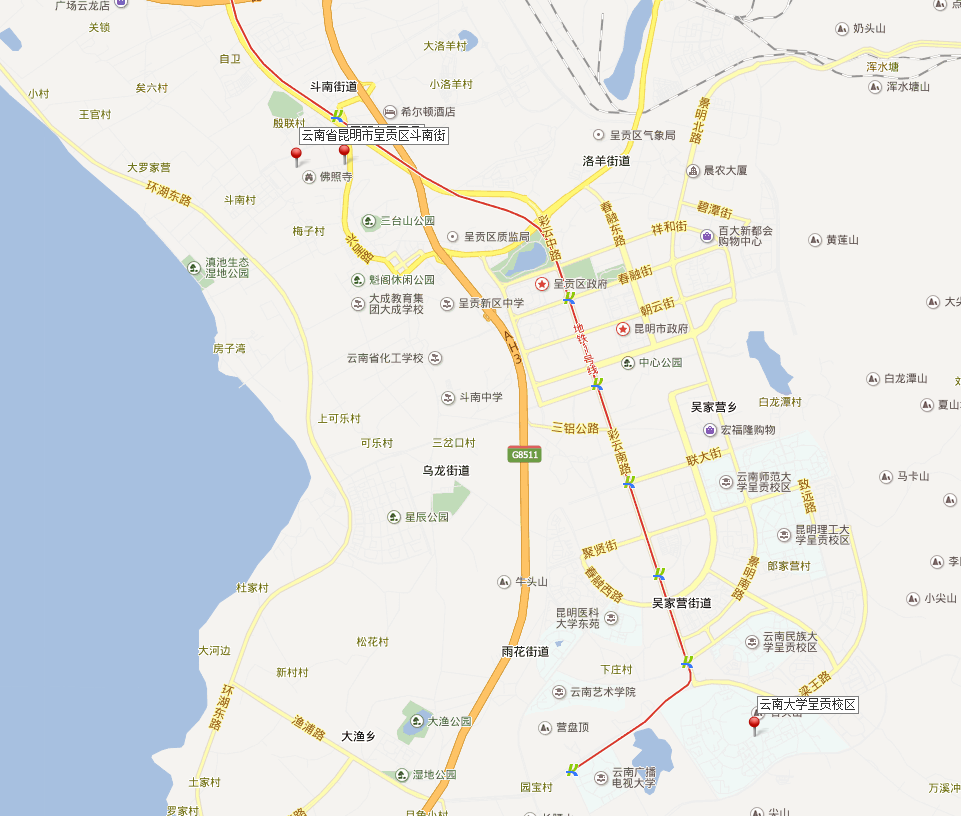 广场云龙店
关锁
自卫
大洛羊村
奶头山
小村
矣六村
斗南街道
小洛羊村
浑水塘
浑水塘山
王官村
殷联村
希尔顿酒店
景明北路
云南省昆明市呈贡区斗南街
呈贡区气象局
洛羊街道
大罗家营
佛照寺
晨农大厦
环湖东路
斗南村
三台山公园
彩云中路
春融东路
碧潭街
祥和街
百大新都会
购物中心
黄莲山
梅子村
兴呈路
呈贡区质监局
滇池生态
湿地公园
魁阁休闲公园
呈贡区政府
春融街
大成教育集
团大成学校
呈贡新区中学
朝云街
大尖
房子湾
AH3
地铁1号线
昆明市政府
云南省化工学校
中心公园
白龙潭山
斗南中学
吴家营乡
白龙潭村
夏山
上可乐村
三铝公路
彩云南路
宏福隆购物
可乐村
三岔口村
G8511
联大街
乌龙街道
云南师范大
学呈贡校区
致远路
马卡山
星辰公园
昆明理工大
学呈贡校区
聚贤街
牛头山
春融西路
景明南路
郎家营村
李
杜家村
吴家营街道
小尖山
昆明医科
大学东苑
松花村
云南民族大
学呈贡校区
大河边
雨花街道
下庄村
新村村
云南艺术学院
梁王路
环湖东路
云南大学呈贡校区
渔浦路
大渔乡
大渔公园
营盘顶
湿地公园
云南广播
电视大学
土家村
园宝村
万溪冲
罗家村
尖山